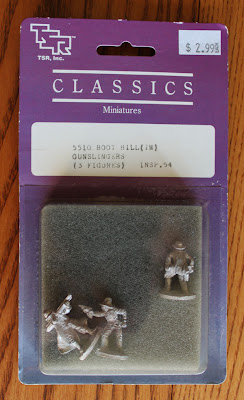 TSR
TSR, Inc.
$ 2.99
CLASSICS
Miniatures
5510 BOOT HILL(TM)
GUNSLINGERS
(3 FIGURES) INSP.54